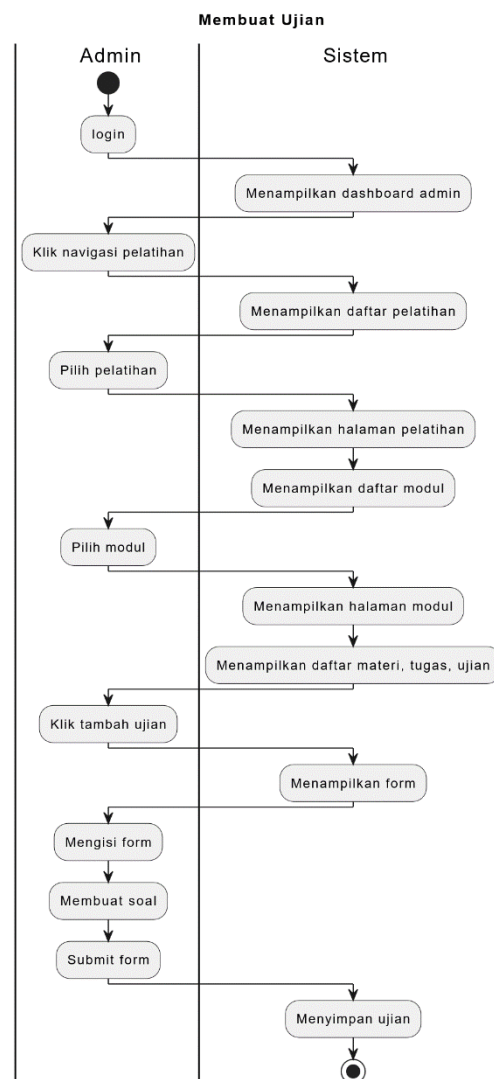 Membuat Ujian
Admin
Sistem
login
Menampilkan dashboard admin
Klik navigasi pelatihan
Menampilkan daftar pelatihan
Pilih pelatihan
Menampilkan halaman pelatihan
Menampilkan daftar modul
Pilih modul
Menampilkan halaman modul
Menampilkan daftar materi, tugas, ujian
Klik tambah ujian
Menampilkan form
Mengisi form
Membuat soal
Submit form
Menyimpan ujian